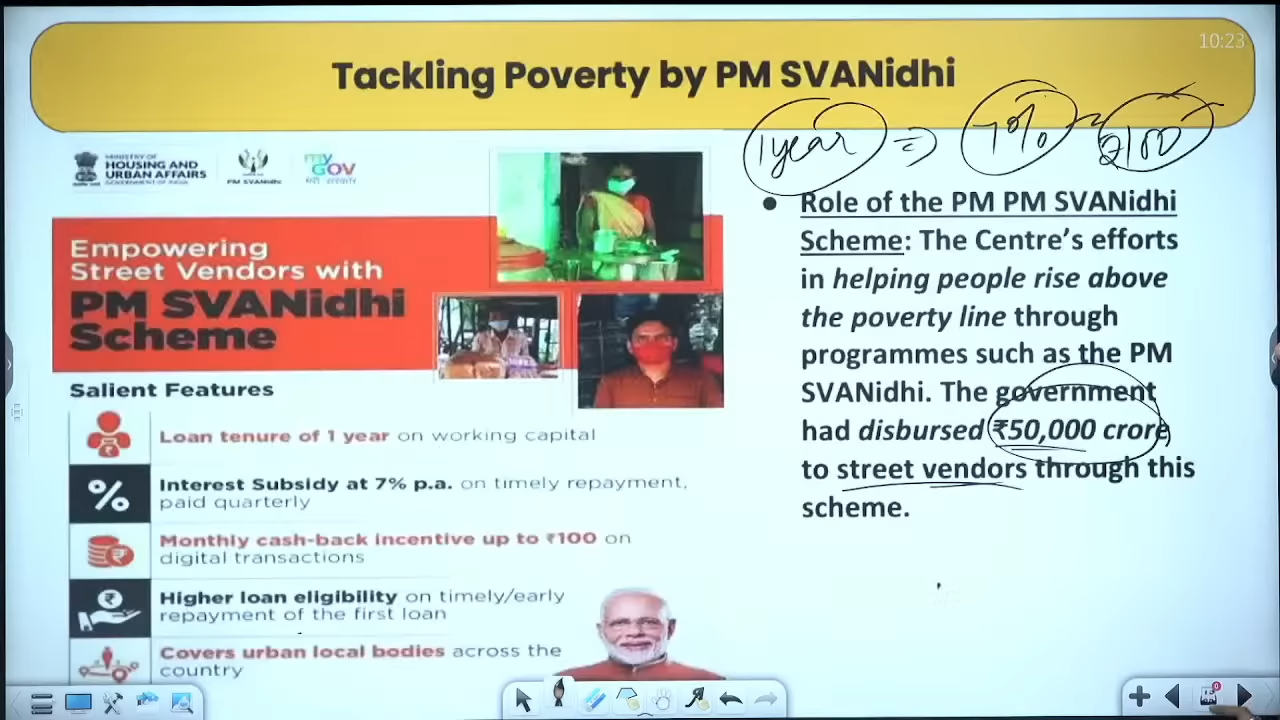 10:23
Tackling Poverty by PM SVANidhi
1 year ⇒ 7% ₹100
MINISTRY OF
HOUSING AND
URBAN AFFAIRS
GOVERNMENT OF INDIA
PM SVANidhi
my
GOV
Empowering
Street Vendors with
PM SVANidhi
Scheme
Salient Features
Loan tenure of 1 year on working capital
Interest Subsidy at 7% p.a. on timely repayment,
paid quarterly
Monthly cash-back incentive up to ₹100 on
digital transactions
Higher loan eligibility on timely/early
repayment of the first loan
Covers urban local bodies across the
country
• Role of the PM PM SVANidhi
Scheme: The Centre's efforts
in helping people rise above
the poverty line through
programmes such as the PM
SVANidhi. The government
had disbursed ₹50,000 crore
to street vendors through this
scheme.